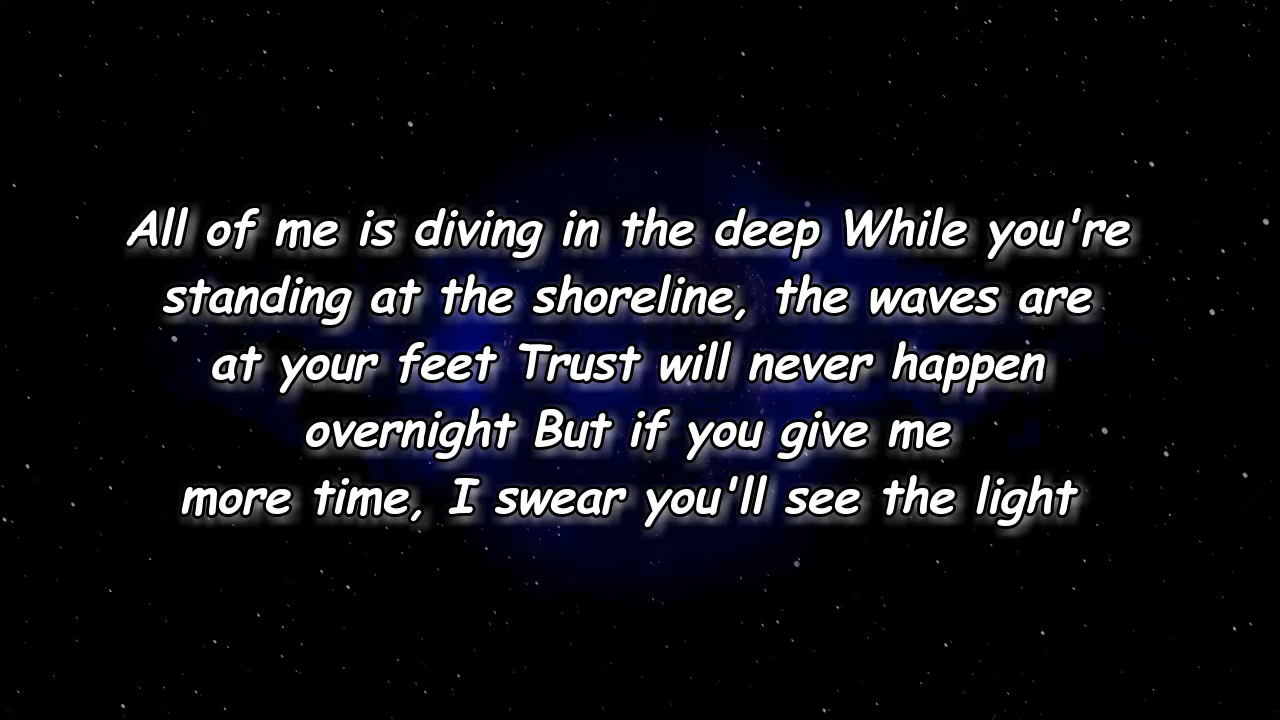 All of me is diving in the deep While you're
standing at the shoreline, the waves are
at your feet Trust will never happen
overnight But if you give me
more time, I swear you'll see the light